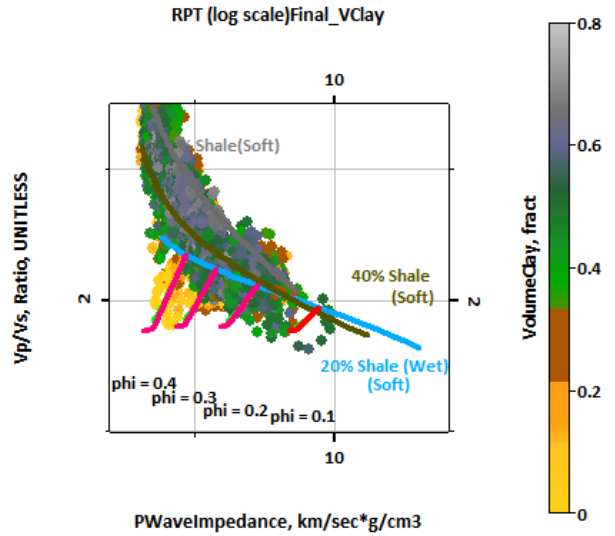 RPT (log scale)Final_VClay
10
Shale(Soft)
Vp/Vs, Ratio, UNITLESS
2
2
40% Shale
(Soft)
20% Shale (Wet)
(Soft)
phi = 0.4
phi = 0.3
phi = 0.2
phi = 0.1
10
PWaveImpedance, km/sec*g/cm3
0.8
0.6
0.4
0.2
0
VolumeClay, fract